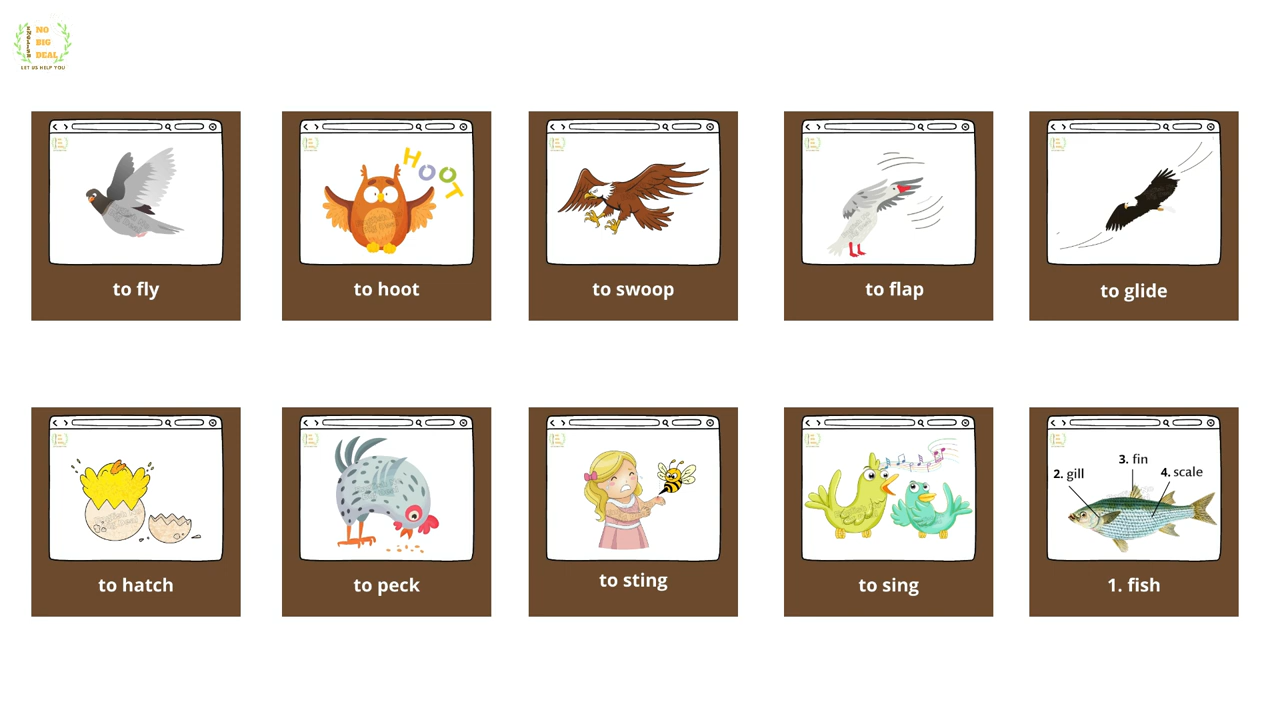 ENGLISH
NO
BIG
DEAL
LET US HELP YOU
HOOT
to fly
to hoot
to swoop
to flap
to glide
3. fin
2. gill
4. scale
to hatch
to peck
to sting
to sing
1. fish